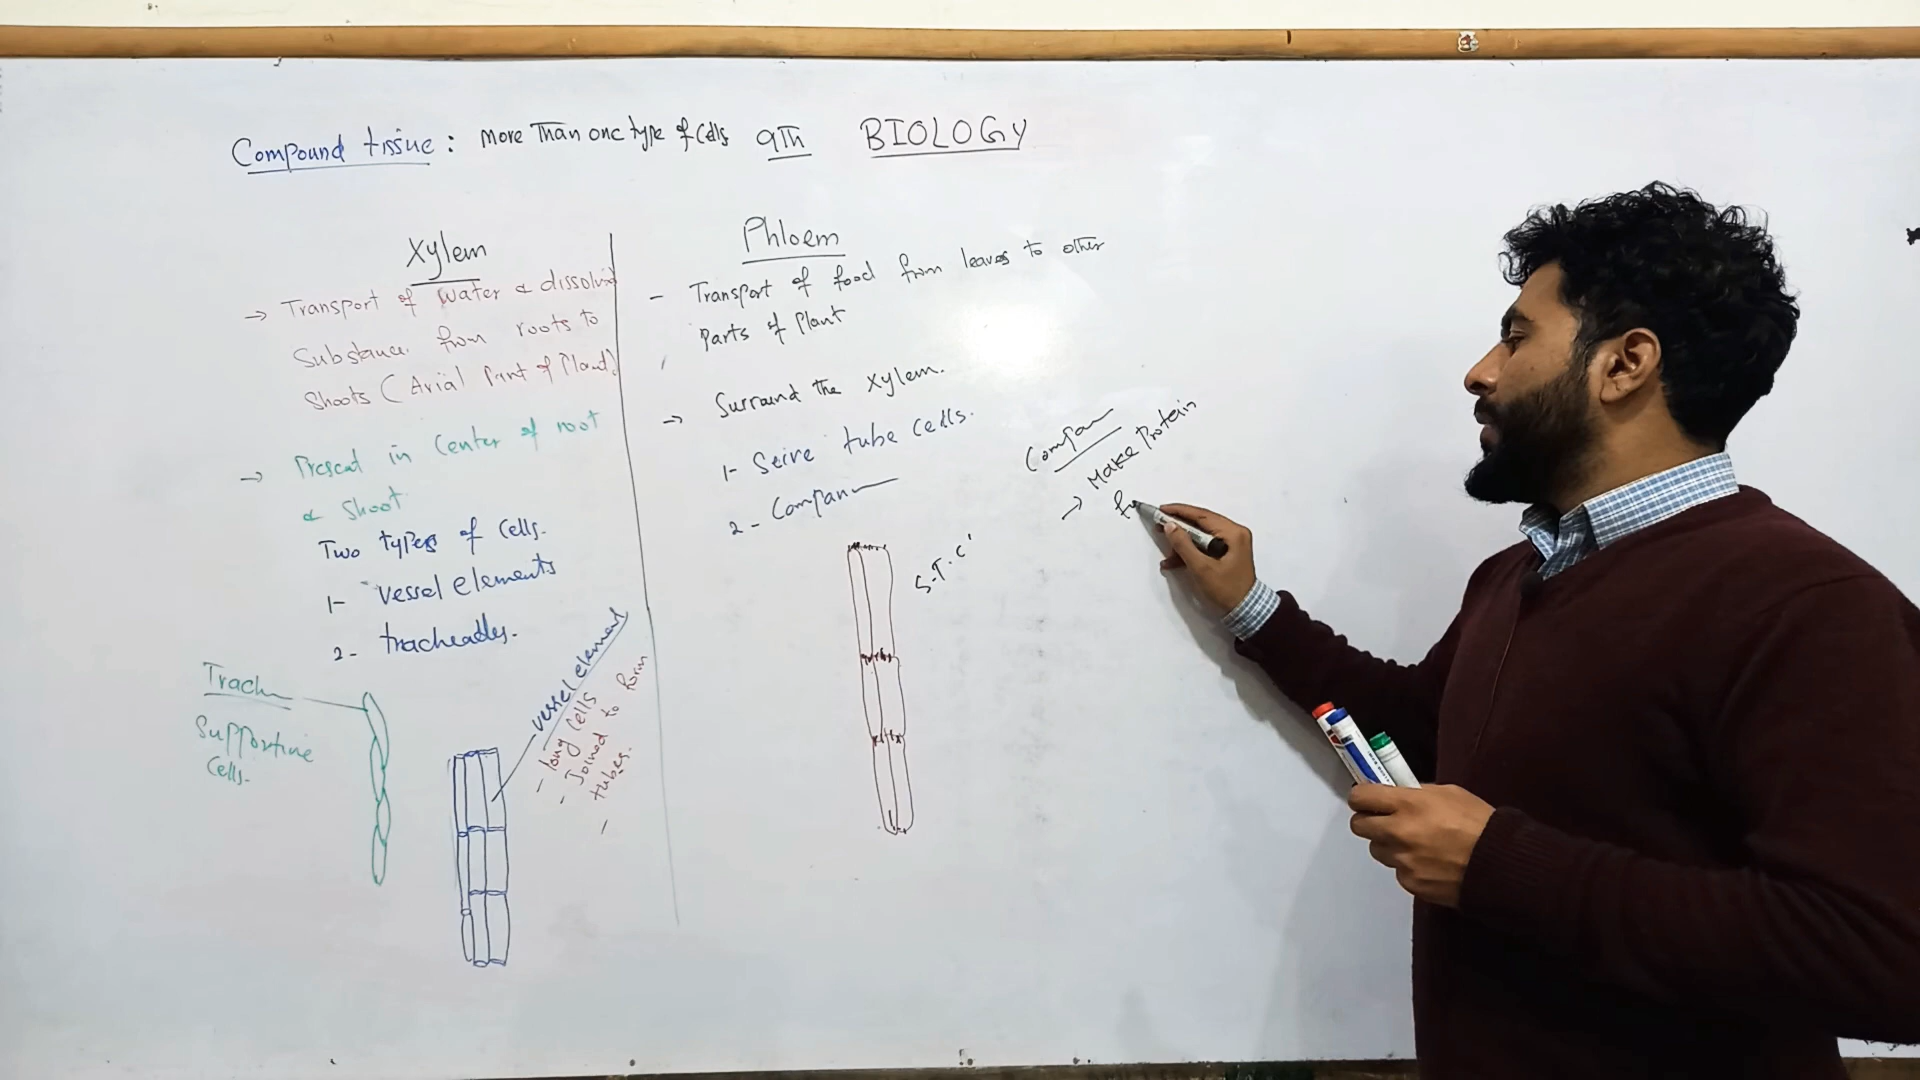 Compound tissue: More Than one type of cells 9Th BIOLOGY
Xylem
→ Transport of water & dissolved
Substance from roots to
Shoots (Arial Part of Pland)
→ Present in Center of root
& Shoot
Two types of Cells.
1- vessel elements
2-
Trach
Supportive
Cells.
vessel element
- long cells
- Joined to form
tubes.
-
Phloem
- Transport of food from leaves to other
Parts of Plant
→ Surround the Xylem.
1- Seive tube cells.
2- Compan
S.T.C
Compan
→ Make Protein